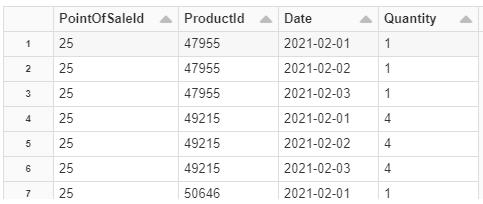 PointOfSaleId ProductId Date Quantity
1 25 47955 2021-02-01 1
2 25 47955 2021-02-02 1
3 25 47955 2021-02-03 1
4 25 49215 2021-02-01 4
5 25 49215 2021-02-02 4
6 25 49215 2021-02-03 4
7 25 50646 2021-02-01 1